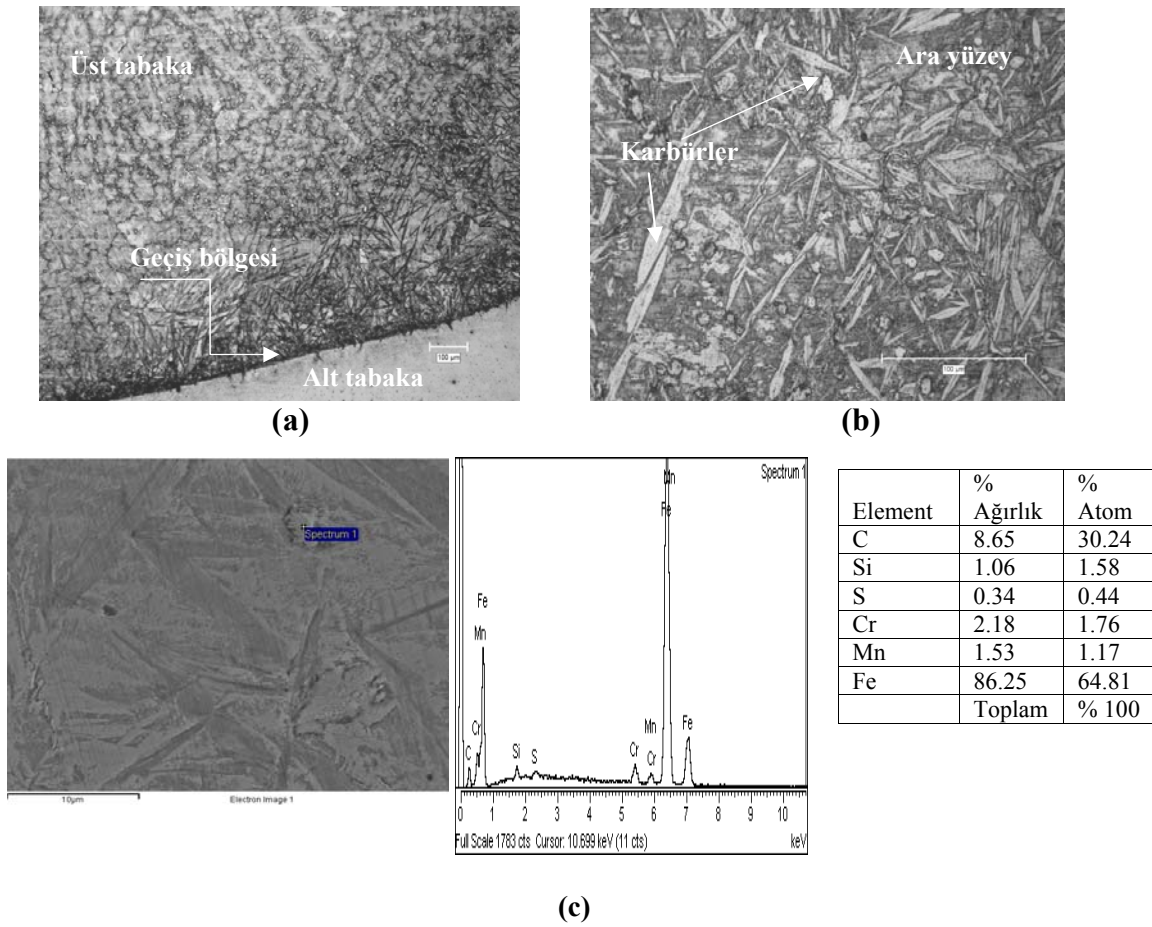 Üst tabaka
Geçiş bölgesi
Alt tabaka
100 µm
(a)
Ara yüzey
Karbürler
100 µm
(b)
Spectrum 1
10µm
Electron Image 1
Spectrum 1
Mn
Fe
Fe
Mn
Cr
C
Si
S
Cr
Mn
Cr
Fe
0 1 2 3 4 5 6 7 8 9 10
Full Scale 1783 cts Cursor: 10.699 keV (11 cts) keV
Element % Ağırlık % Atom
C 8.65 30.24
Si 1.06 1.58
S 0.34 0.44
Cr 2.18 1.76
Mn 1.53 1.17
Fe 86.25 64.81
Toplam % 100
(c)